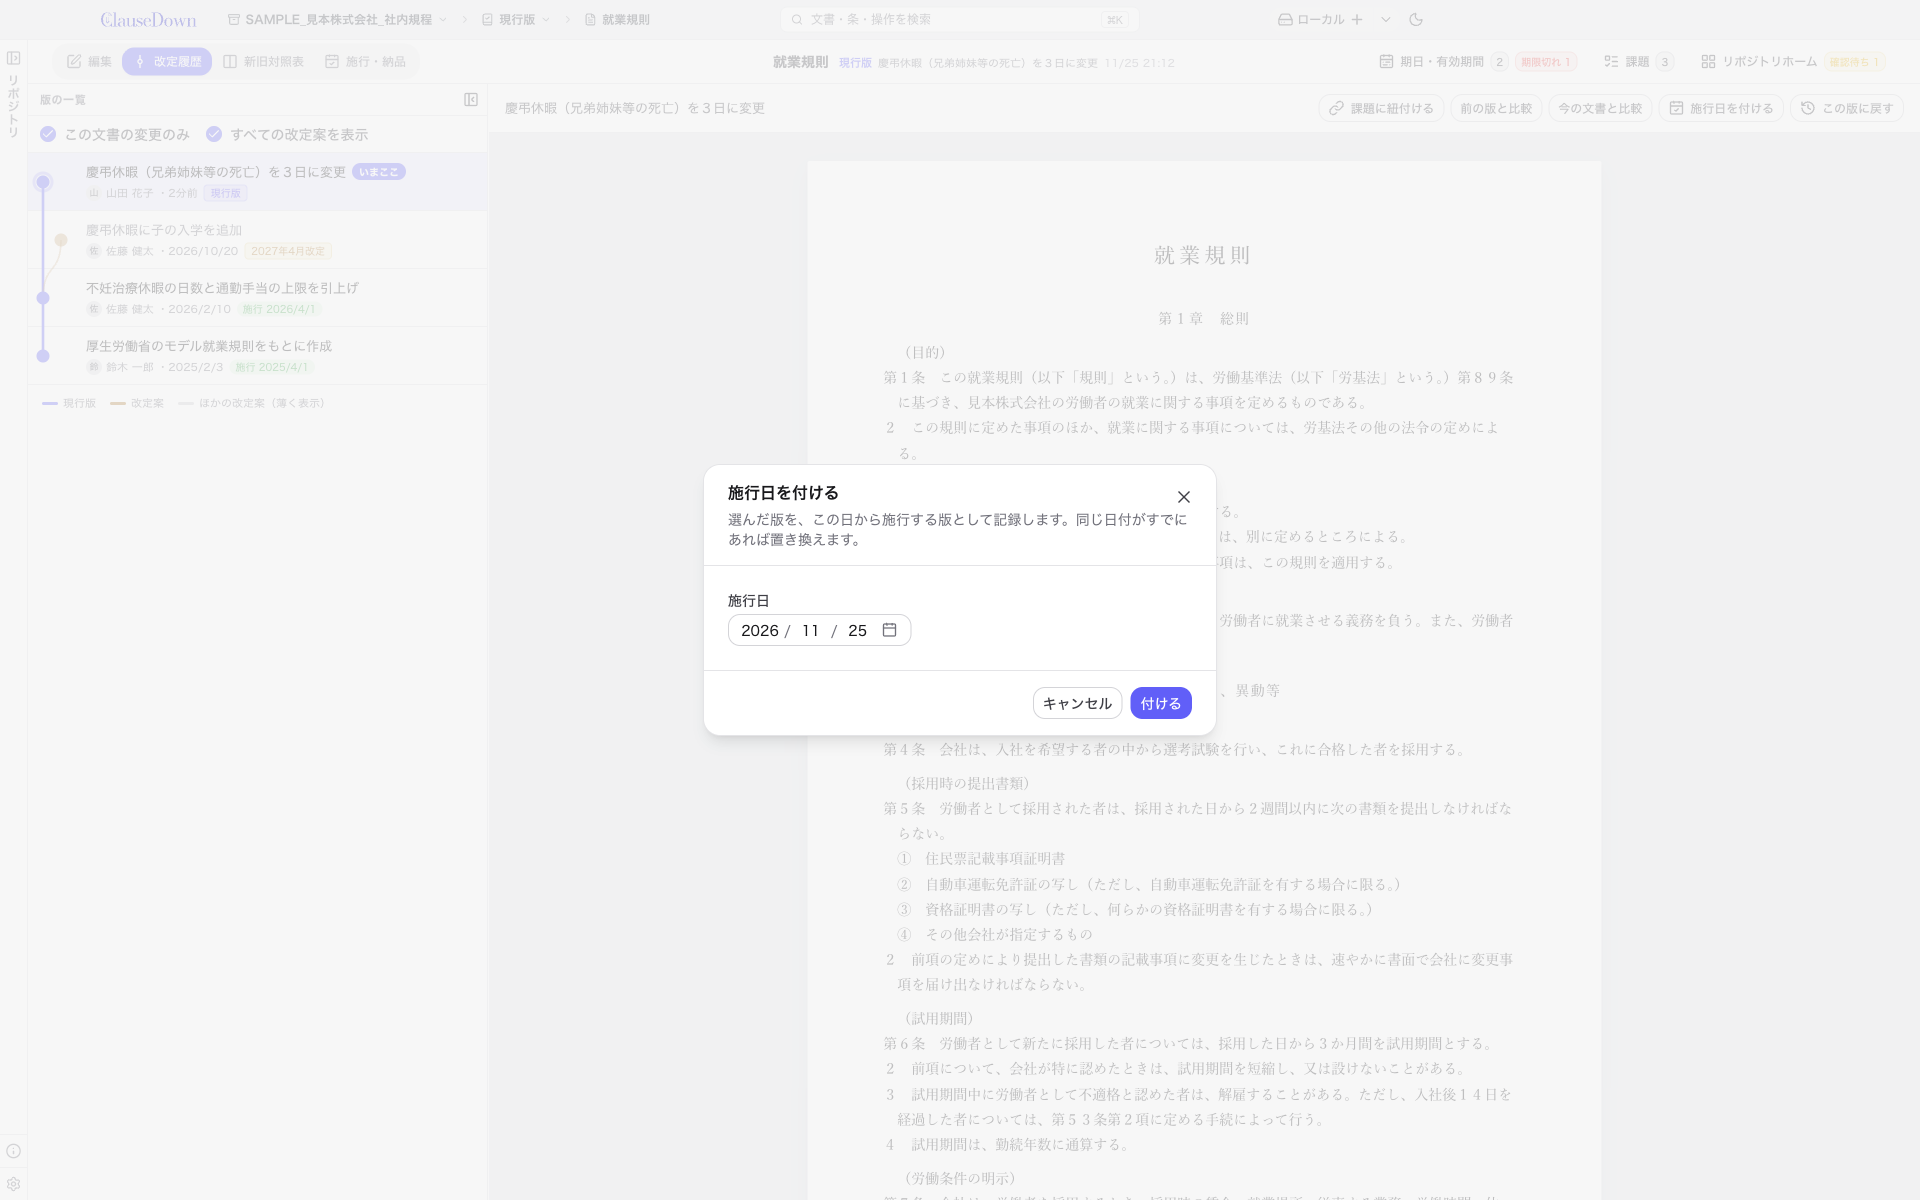 ClauseDown
SAMPLE_見本株式会社_社内規程
現行版
就業規則
文書・条・操作を検索
⌘K
ローカル
リポジトリ
編集
改定履歴
新旧対照表
施行・納品
就業規則 現行版 慶弔休暇（兄弟姉妹等の死亡）を３日に変更 11/25 21:12
期日・有効期間 2 期限切れ 1
課題 3
リポジトリホーム 確認待ち 1
版の一覧
この文書の変更のみ
すべての改定案を表示
慶弔休暇（兄弟姉妹等の死亡）を３日に変更 いまここ
山 山田 花子 ・2分前 現行版
慶弔休暇に子の入学を追加
佐 佐藤 健太 ・2026/10/20 2027年4月改定
不妊治療休暇の日数と通勤手当の上限を引上げ
佐 佐藤 健太 ・2026/2/10 施行 2026/4/1
厚生労働省のモデル就業規則をもとに作成
鈴 鈴木 一郎 ・2025/2/3 施行 2025/4/1
現行版 改定案 ほかの改定案（薄く表示）
慶弔休暇（兄弟姉妹等の死亡）を３日に変更
課題に紐付ける
前の版と比較
今の文書と比較
施行日を付ける
この版に戻す
就業規則
第１章　総則
（目的）
第１条　この就業規則（以下「規則」という。）は、労働基準法（以下「労基法」という。）第８９条
に基づき、見本株式会社の労働者の就業に関する事項を定めるものである。
２　この規則に定めた事項のほか、就業に関する事項については、労基法その他の法令の定めによ
る。
る。
は、別に定めるところによる。
項は、この規則を適用する。
労働者に就業させる義務を負う。また、労働者
、異動等
施行日を付ける
選んだ版を、この日から施行する版として記録します。同じ日付がすでに
あれば置き換えます。
施行日
2026 / 11 / 25
キャンセル
付ける
第４条　会社は、入社を希望する者の中から選考試験を行い、これに合格した者を採用する。
（採用時の提出書類）
第５条　労働者として採用された者は、採用された日から２週間以内に次の書類を提出しなければな
らない。
①　住民票記載事項証明書
②　自動車運転免許証の写し（ただし、自動車運転免許証を有する場合に限る。）
③　資格証明書の写し（ただし、何らかの資格証明書を有する場合に限る。）
④　その他会社が指定するもの
２　前項の定めにより提出した書類の記載事項に変更を生じたときは、速やかに書面で会社に変更事
項を届け出なければならない。
（試用期間）
第６条　労働者として新たに採用した者については、採用した日から３か月間を試用期間とする。
２　前項について、会社が特に認めたときは、試用期間を短縮し、又は設けないことがある。
３　試用期間中に労働者として不適格と認めた者は、解雇することがある。ただし、入社後１４日を
経過した者については、第５３条第２項に定める手続によって行う。
４　試用期間は、勤続年数に通算する。
（労働条件の明示）